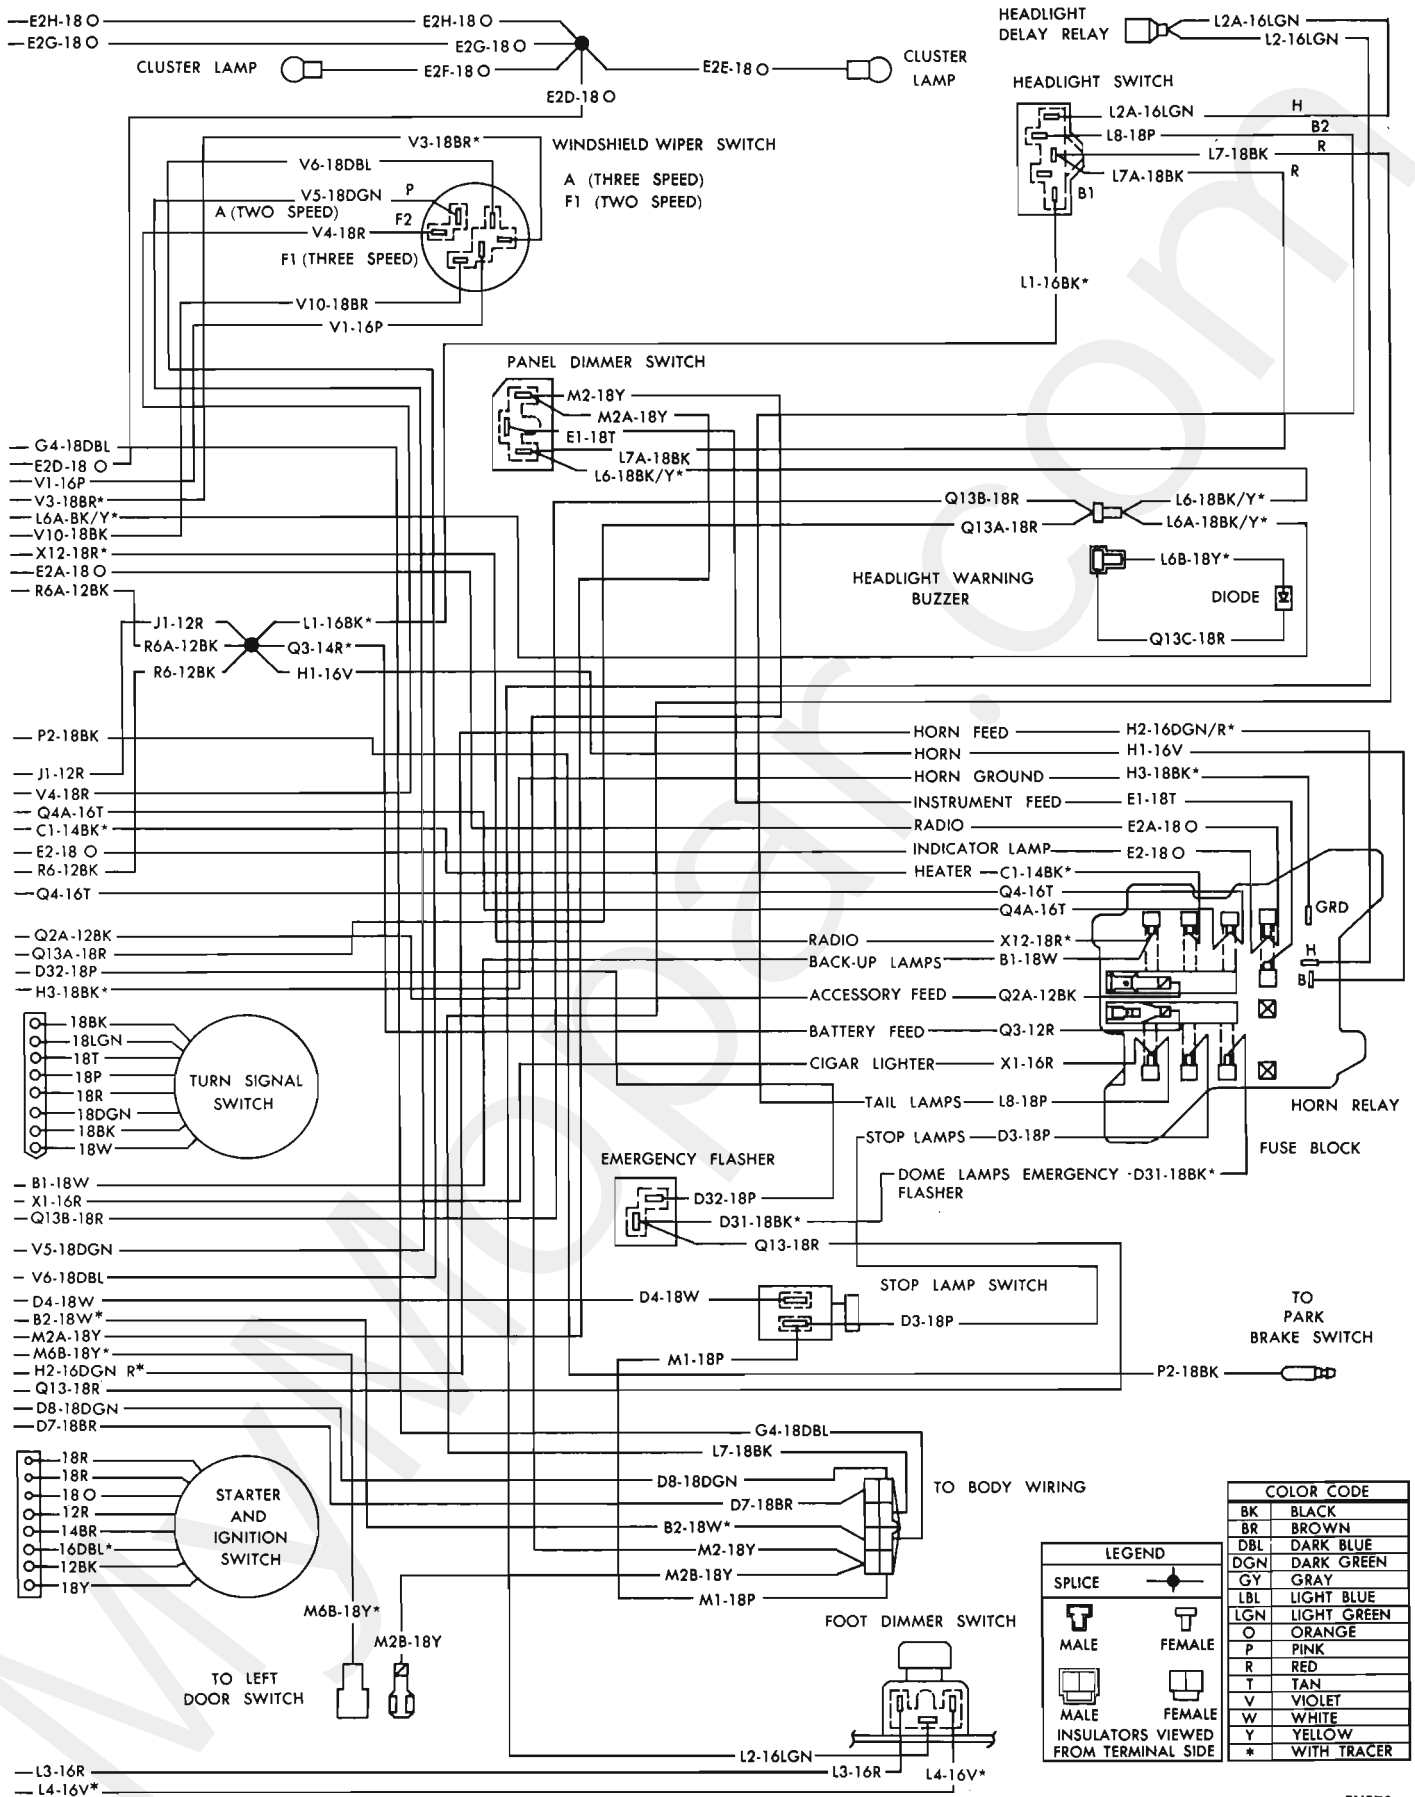 E2H-18 O
E2H-18 O
E2G-18 O
E2G-18 O
CLUSTER LAMP
E2F-18 O
E2E-18 O
CLUSTER
LAMP
E2D-18 O
HEADLIGHT
DELAY RELAY
L2A-16LGN
L2-16LGN
HEADLIGHT SWITCH
L2A-16LGN
H
L8-18P
B2
L7-18BK
R
L7A-18BK
R
B1
L1-16BK*
V3-18BR*
WINDSHIELD WIPER SWITCH
V6-18DBL
A (THREE SPEED)
F1 (TWO SPEED)
V5-18DGN
P
A (TWO SPEED)
F2
V4-18R
F1 (THREE SPEED)
V10-18BR
V1-16P
PANEL DIMMER SWITCH
M2-18Y
M2A-18Y
E1-18T
L7A-18BK
L6-18BK/Y*
G4-18DBL
E2D-18 O
V1-16P
V3-18BR*
L6A-BK/Y*
V10-18BK
X12-18R*
E2A-18 O
R6A-12BK
Q13B-18R
L6-18BK/Y*
Q13A-18R
L6A-18BK/Y*
L6B-18Y*
HEADLIGHT WARNING
BUZZER
DIODE
Q13C-18R
J1-12R
L1-16BK*
R6A-12BK
Q3-14R*
R6-12BK
H1-16V
P2-18BK
J1-12R
V4-18R
Q4A-16T
C1-14BK*
E2-18 O
R6-12BK
Q4-16T
Q2A-12BK
Q13A-18R
D32-18P
H3-18BK*
HORN FEED
H2-16DGN/R*
HORN
H1-16V
HORN GROUND
H3-18BK*
INSTRUMENT FEED
E1-18T
RADIO
E2A-18 O
INDICATOR LAMP
E2-18 O
HEATER
C1-14BK*
Q4-16T
Q4A-16T
RADIO
X12-18R*
BACK-UP LAMPS
B1-18W
ACCESSORY FEED
Q2A-12BK
BATTERY FEED
Q3-12R
CIGAR LIGHTER
X1-16R
TAIL LAMPS
L8-18P
STOP LAMPS
D3-18P
DOME LAMPS EMERGENCY
FLASHER
D31-18BK*
GRD
H
B
HORN RELAY
FUSE BLOCK
18BK
18LGN
18T
18P
18R
18DGN
18BK
18W
TURN SIGNAL
SWITCH
B1-18W
X1-16R
Q13B-18R
V5-18DGN
V6-18DBL
D4-18W
B2-18W*
M2A-18Y
M6B-18Y*
H2-16DGN R*
Q13-18R
D8-18DGN
D7-18BR
EMERGENCY FLASHER
D32-18P
D31-18BK*
Q13-18R
STOP LAMP SWITCH
D4-18W
D3-18P
M1-18P
TO
PARK
BRAKE SWITCH
P2-18BK
18R
18R
18 O
12R
14BR
16DBL*
12BK
18Y
STARTER
AND
IGNITION
SWITCH
G4-18DBL
L7-18BK
D8-18DGN
D7-18BR
B2-18W*
M2-18Y
M2B-18Y
M1-18P
TO BODY WIRING
M6B-18Y*
M2B-18Y
TO LEFT
DOOR SWITCH
FOOT DIMMER SWITCH
L2-16LGN
L3-16R
L4-16V*
L3-16R
L4-16V*
LEGEND
SPLICE
MALE
FEMALE
MALE
FEMALE
INSULATORS VIEWED
FROM TERMINAL SIDE
COLOR CODE
BK BLACK
BR BROWN
DBL DARK BLUE
DGN DARK GREEN
GY GRAY
LBL LIGHT BLUE
LGN LIGHT GREEN
O ORANGE
P PINK
R RED
T TAN
V VIOLET
W WHITE
Y YELLOW
* WITH TRACER
MyMopar.com